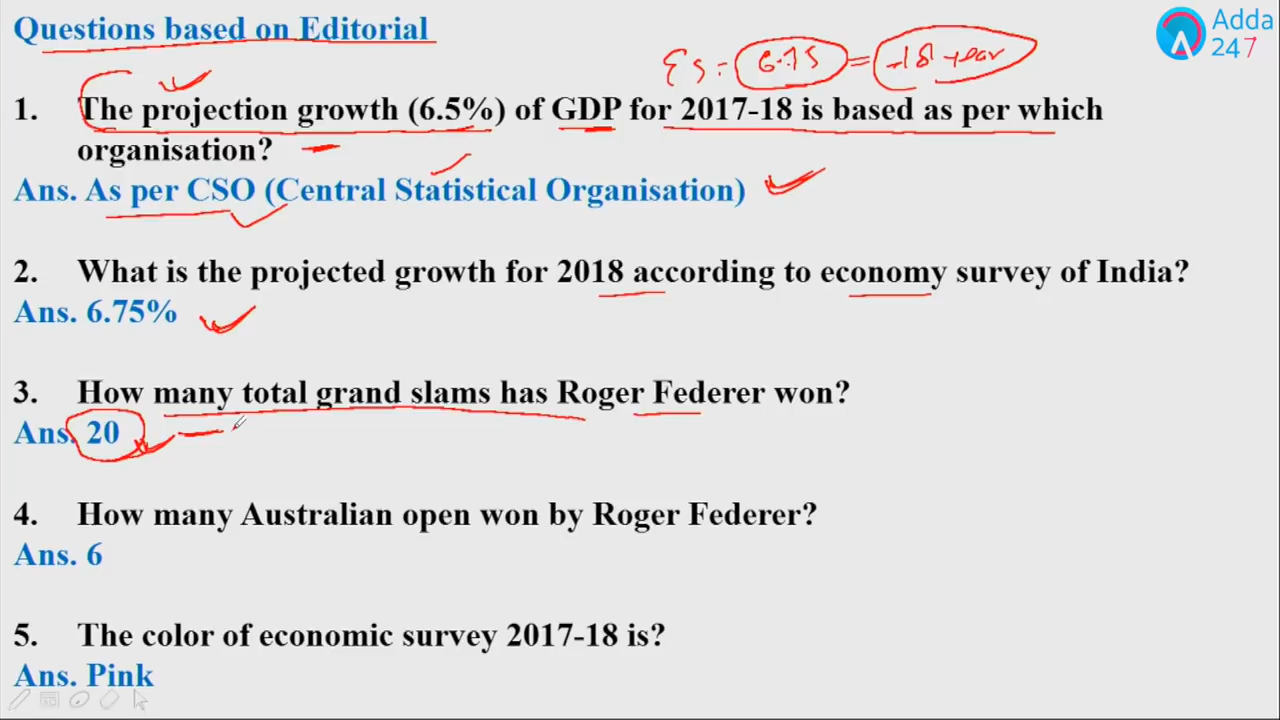 Questions based on Editorial
Adda
247
ES = 6.75 = -18 year
1. The projection growth (6.5%) of GDP for 2017-18 is based as per which
organisation?
Ans. As per CSO (Central Statistical Organisation)
2. What is the projected growth for 2018 according to economy survey of India?
Ans. 6.75%
3. How many total grand slams has Roger Federer won?
Ans. 20
4. How many Australian open won by Roger Federer?
Ans. 6
5. The color of economic survey 2017-18 is?
Ans. Pink